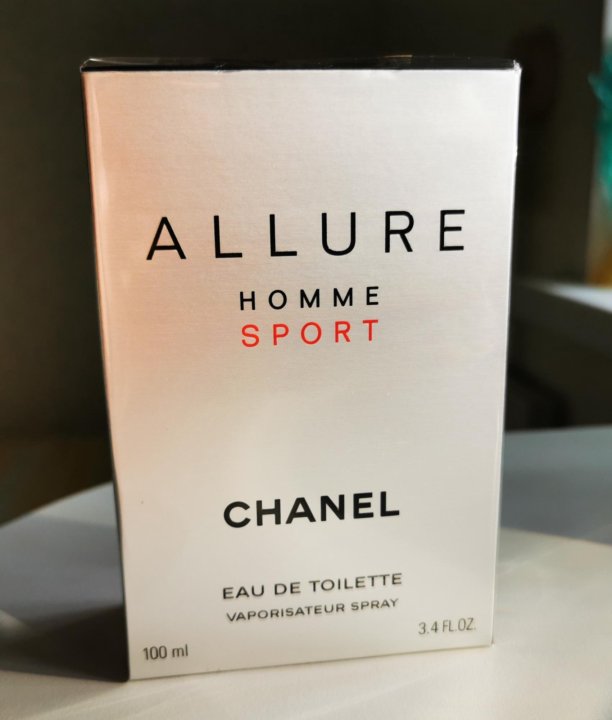 ALLURE
HOMME
SPORT
CHANEL
EAU DE TOILETTE
VAPORISATEUR SPRAY
100 ml
3.4 FL.OZ.